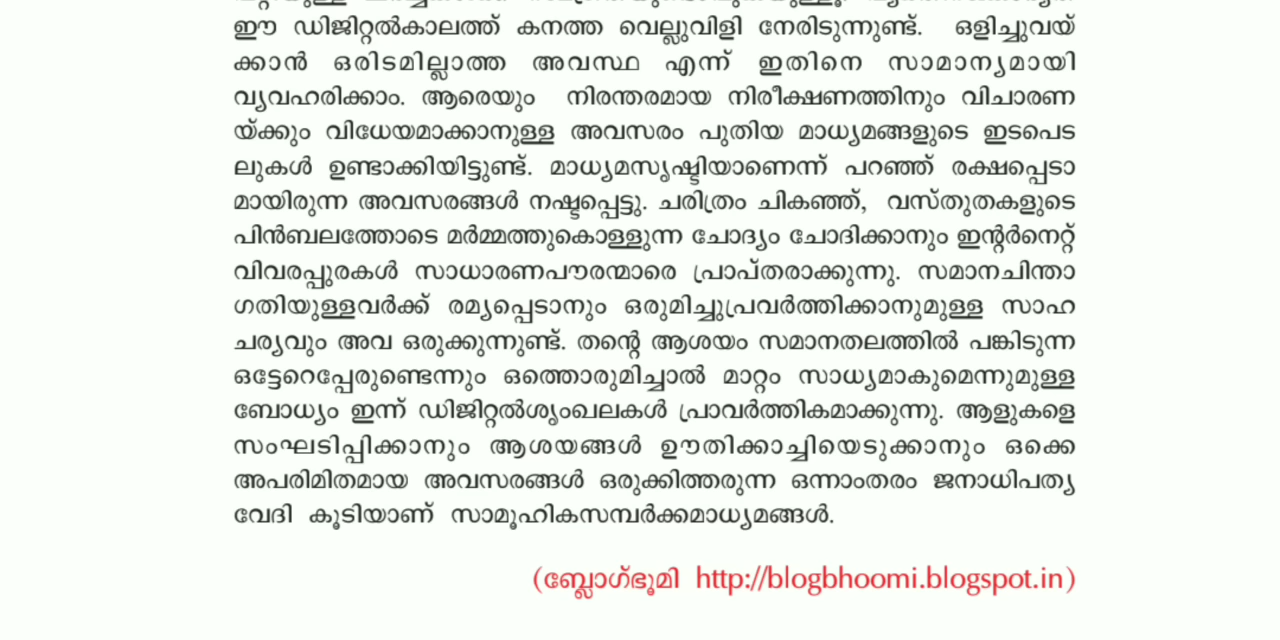 ഈ ഡിജിറ്റൽകാലത്ത് കനത്ത വെല്ലുവിളി നേരിടുന്നുണ്ട്. ഒളിച്ചുവയ്
ക്കാൻ ഒരിടമില്ലാത്ത അവസ്ഥ എന്ന് ഇതിനെ സാമാന്യമായി
വ്യവഹരിക്കാം. ആരെയും നിരന്തരമായ നിരീക്ഷണത്തിനും വിചാരണ
യ്ക്കും വിധേയമാക്കാനുള്ള അവസരം പുതിയ മാധ്യമങ്ങളുടെ ഇടപെട
ലുകൾ ഉണ്ടാക്കിയിട്ടുണ്ട്. മാധ്യമസൃഷ്ടിയാണെന്ന് പറഞ്ഞ് രക്ഷപ്പെടാ
മായിരുന്ന അവസരങ്ങൾ നഷ്ടപ്പെട്ടു. ചരിത്രം ചികഞ്ഞ്, വസ്തുതകളുടെ
പിൻബലത്തോടെ മർമ്മത്തുകൊള്ളുന്ന ചോദ്യം ചോദിക്കാനും ഇന്റർനെറ്റ്
വിവരപ്പുരകൾ സാധാരണപൗരന്മാരെ പ്രാപ്തരാക്കുന്നു. സമാനചിന്താ
ഗതിയുള്ളവർക്ക് രമ്യപ്പെടാനും ഒരുമിച്ചുപ്രവർത്തിക്കാനുമുള്ള സാഹ
ചര്യവും അവ ഒരുക്കുന്നുണ്ട്. തന്റെ ആശയം സമാനതലത്തിൽ പങ്കിടുന്ന
ഒട്ടേറെപ്പേരുണ്ടെന്നും ഒത്തൊരുമിച്ചാൽ മാറ്റം സാധ്യമാകുമെന്നുമുള്ള
ബോധ്യം ഇന്ന് ഡിജിറ്റൽശൃംഖലകൾ പ്രാവർത്തികമാക്കുന്നു. ആളുകളെ
സംഘടിപ്പിക്കാനും ആശയങ്ങൾ ഊതിക്കാച്ചിയെടുക്കാനും ഒക്കെ
അപരിമിതമായ അവസരങ്ങൾ ഒരുക്കിത്തരുന്ന ഒന്നാംതരം ജനാധിപത്യ
വേദി കൂടിയാണ് സാമൂഹികസമ്പർക്കമാധ്യമങ്ങൾ.
(ബ്ലോഗ്ഭൂമി http://blogbhoomi.blogspot.in)